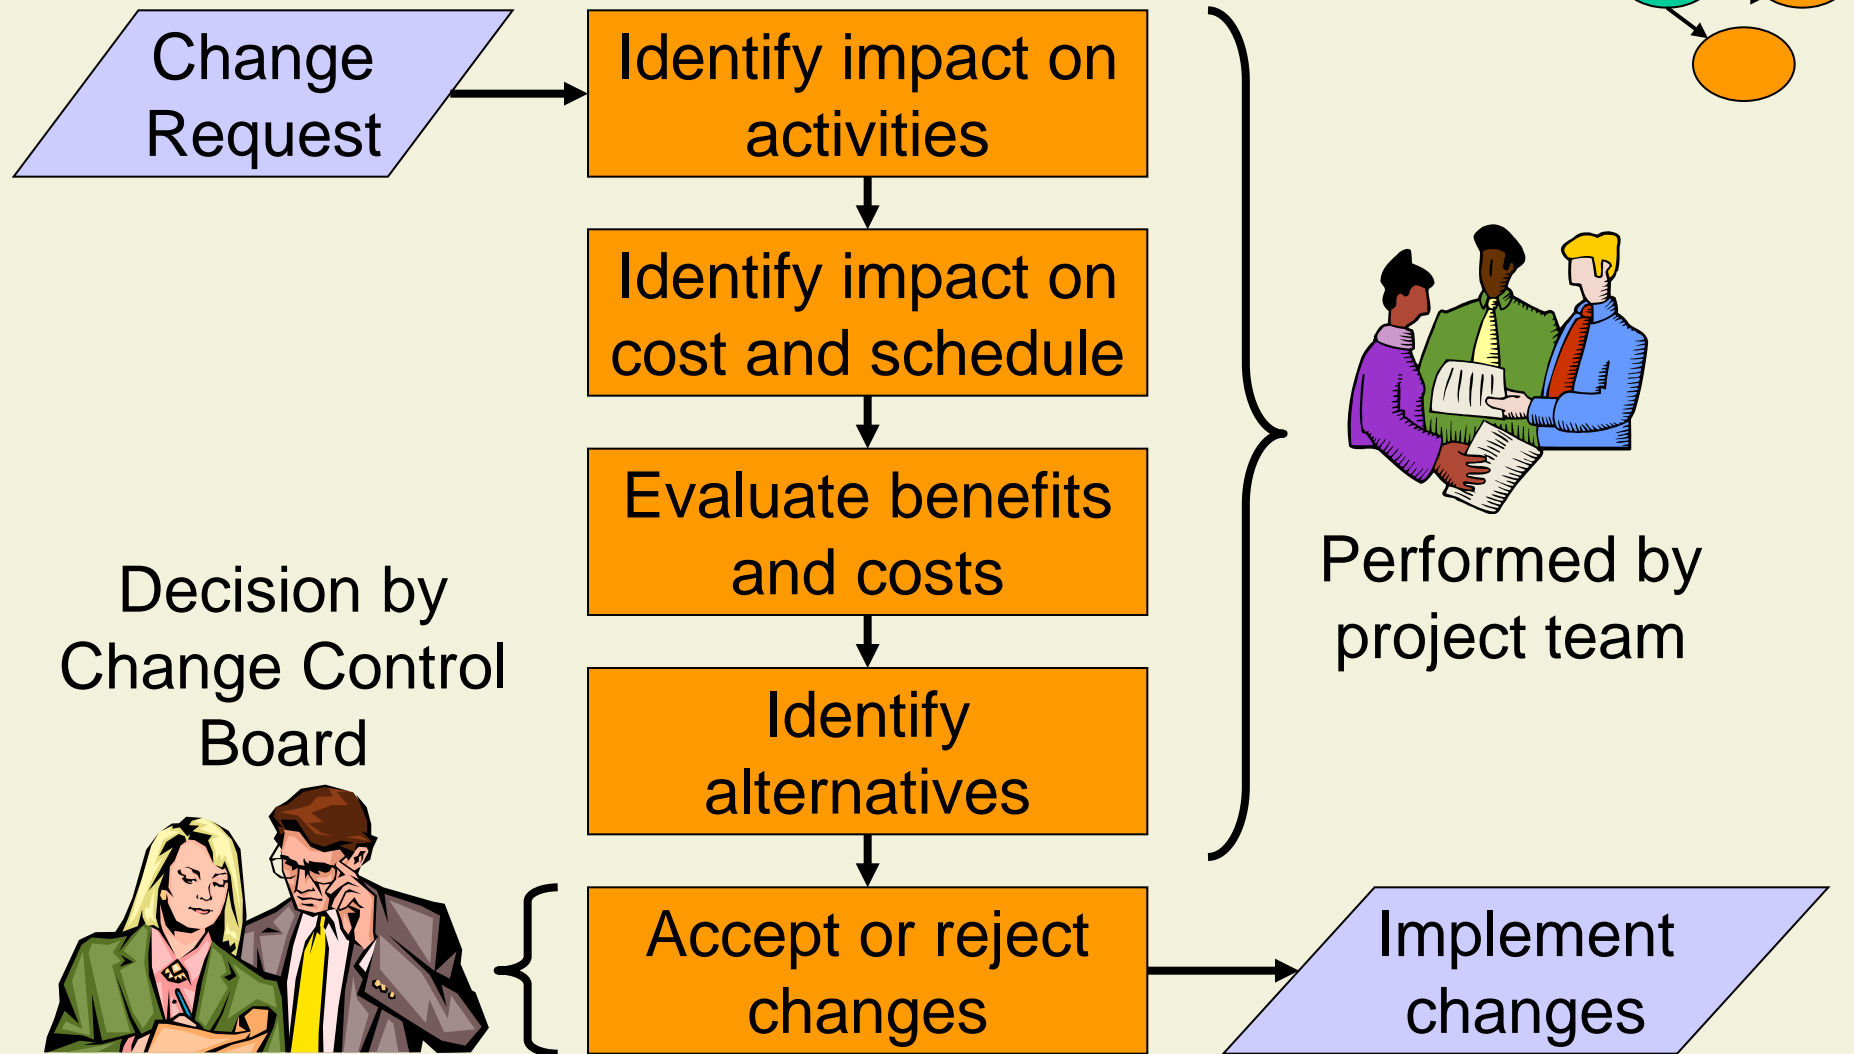 Change
Request
Identify impact on
activities
Identify impact on
cost and schedule
Evaluate benefits
and costs
Identify
alternatives
Performed by
project team
Decision by
Change Control
Board
Accept or reject
changes
Implement
changes